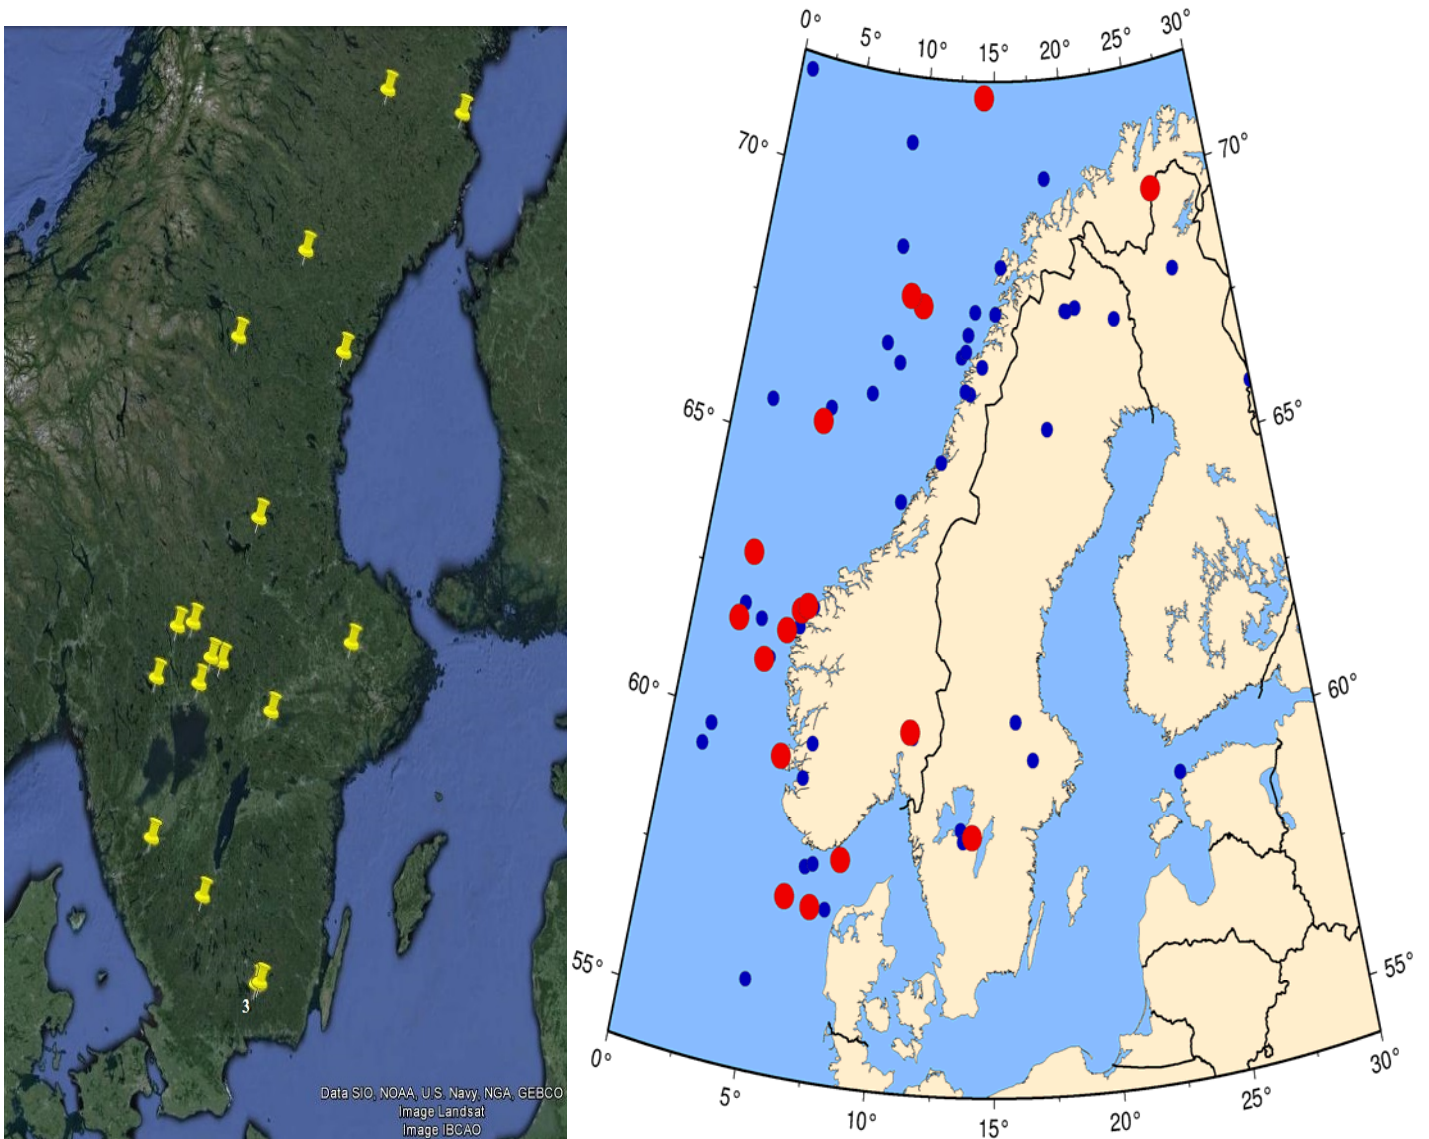 3
Data SIO, NOAA, U.S. Navy, NGA, GEBCO
Image Landsat
Image IBCAO
0° 5° 10° 15° 20° 25° 30°
70° 70°
65° 65°
60° 60°
55° 55°
0° 5° 10° 15° 20° 25° 30°